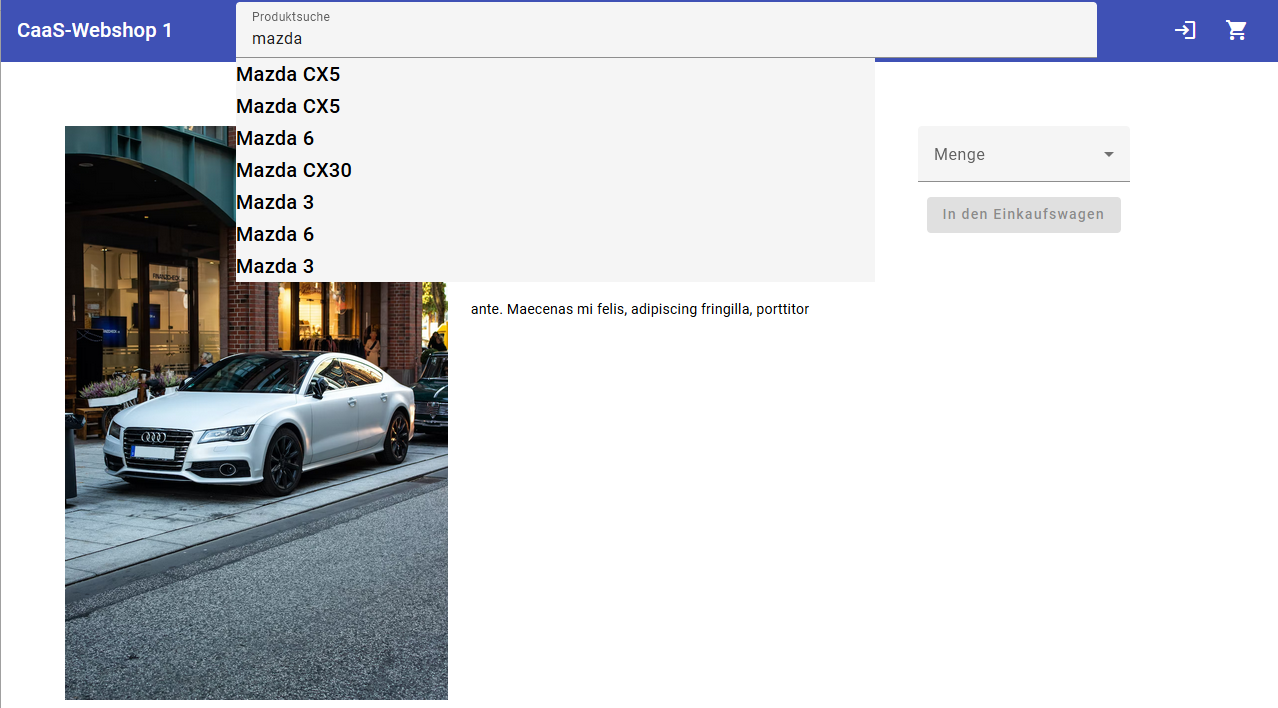 CaaS-Webshop 1
Produktsuche
mazda
Mazda CX5
Mazda CX5
Mazda 6
Mazda CX30
Mazda 3
Mazda 6
Mazda 3
Menge
In den Einkaufswagen
ante. Maecenas mi felis, adipiscing fringilla, porttitor